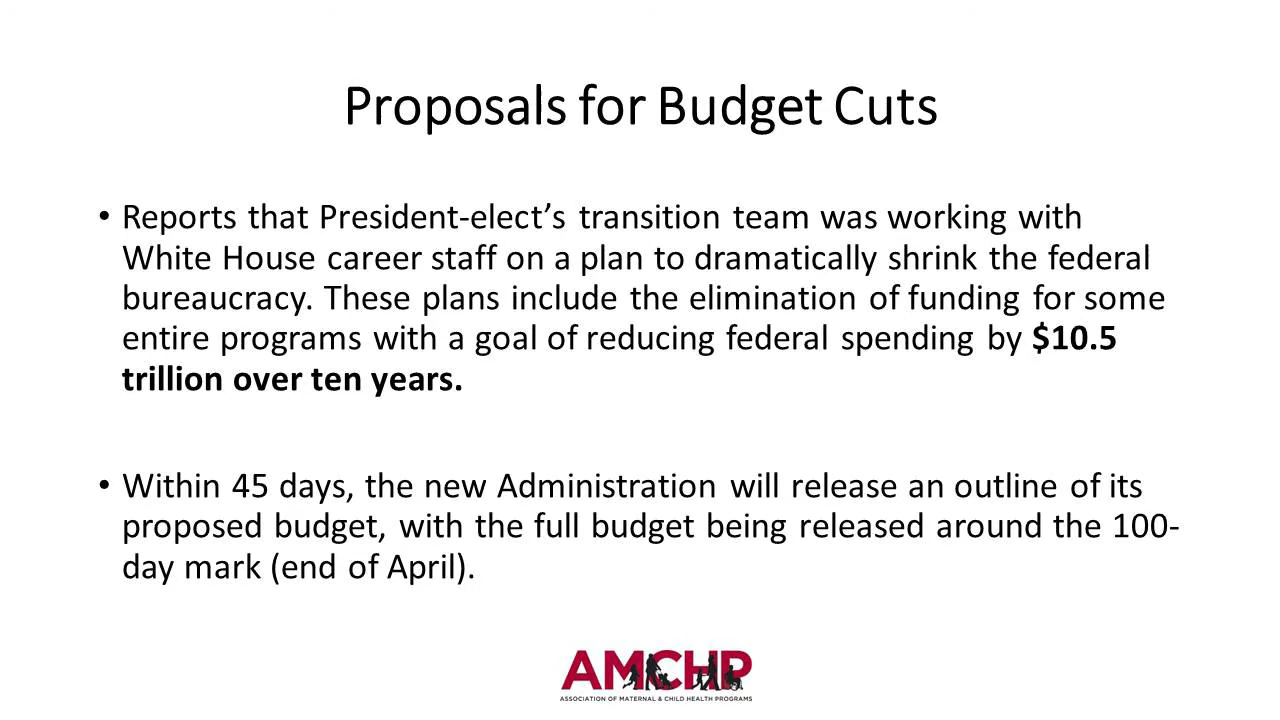 Proposals for Budget Cuts
• Reports that President-elect’s transition team was working with
White House career staff on a plan to dramatically shrink the federal
bureaucracy. These plans include the elimination of funding for some
entire programs with a goal of reducing federal spending by $10.5
trillion over ten years.
• Within 45 days, the new Administration will release an outline of its
proposed budget, with the full budget being released around the 100-
day mark (end of April).
AMCHP
ASSOCIATION OF MATERNAL & CHILD HEALTH PROGRAMS